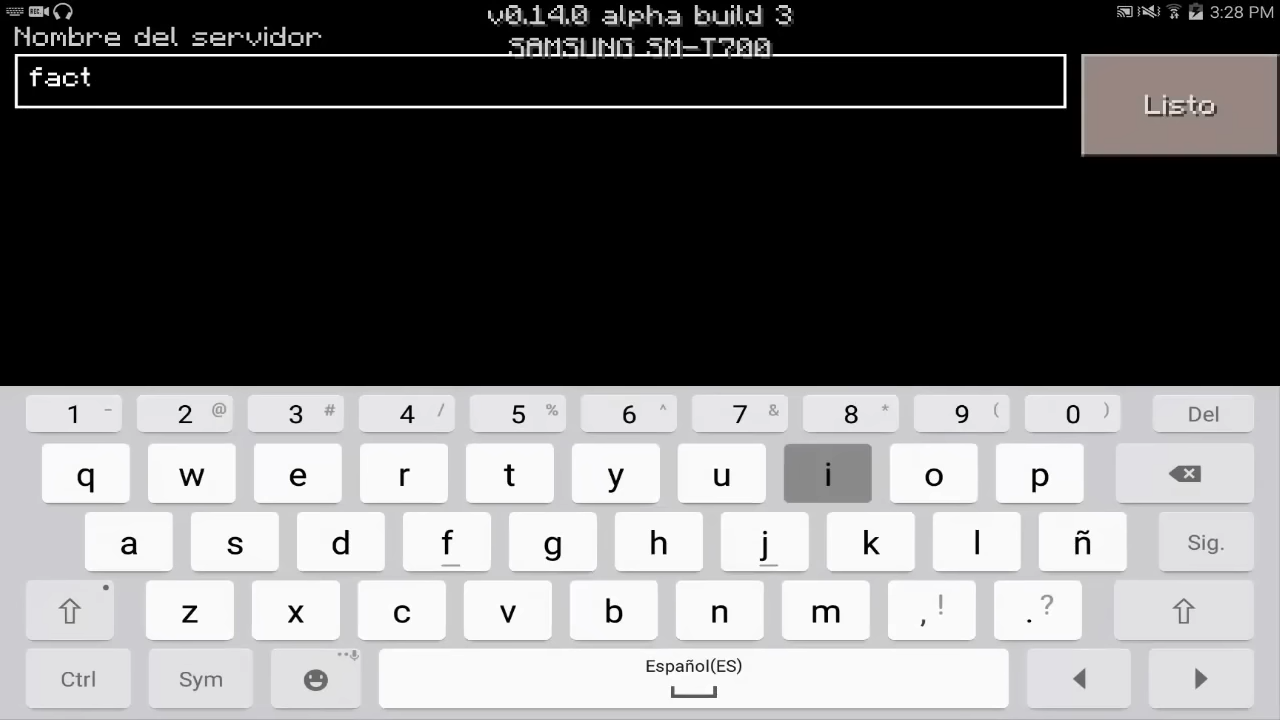 v0.14.0 alpha build 3
3:28 PM
Nombre del servidor
SAMSUNG SM-T700
fact
Listo
1 - 2 @ 3 # 4 / 5 % 6 ^ 7 & 8 * 9 ( 0 ) Del
q w e r t y u i o p
a s d f g h j k l ñ Sig.
z x c v b n m , ! . ?
Ctrl Sym Español(ES)